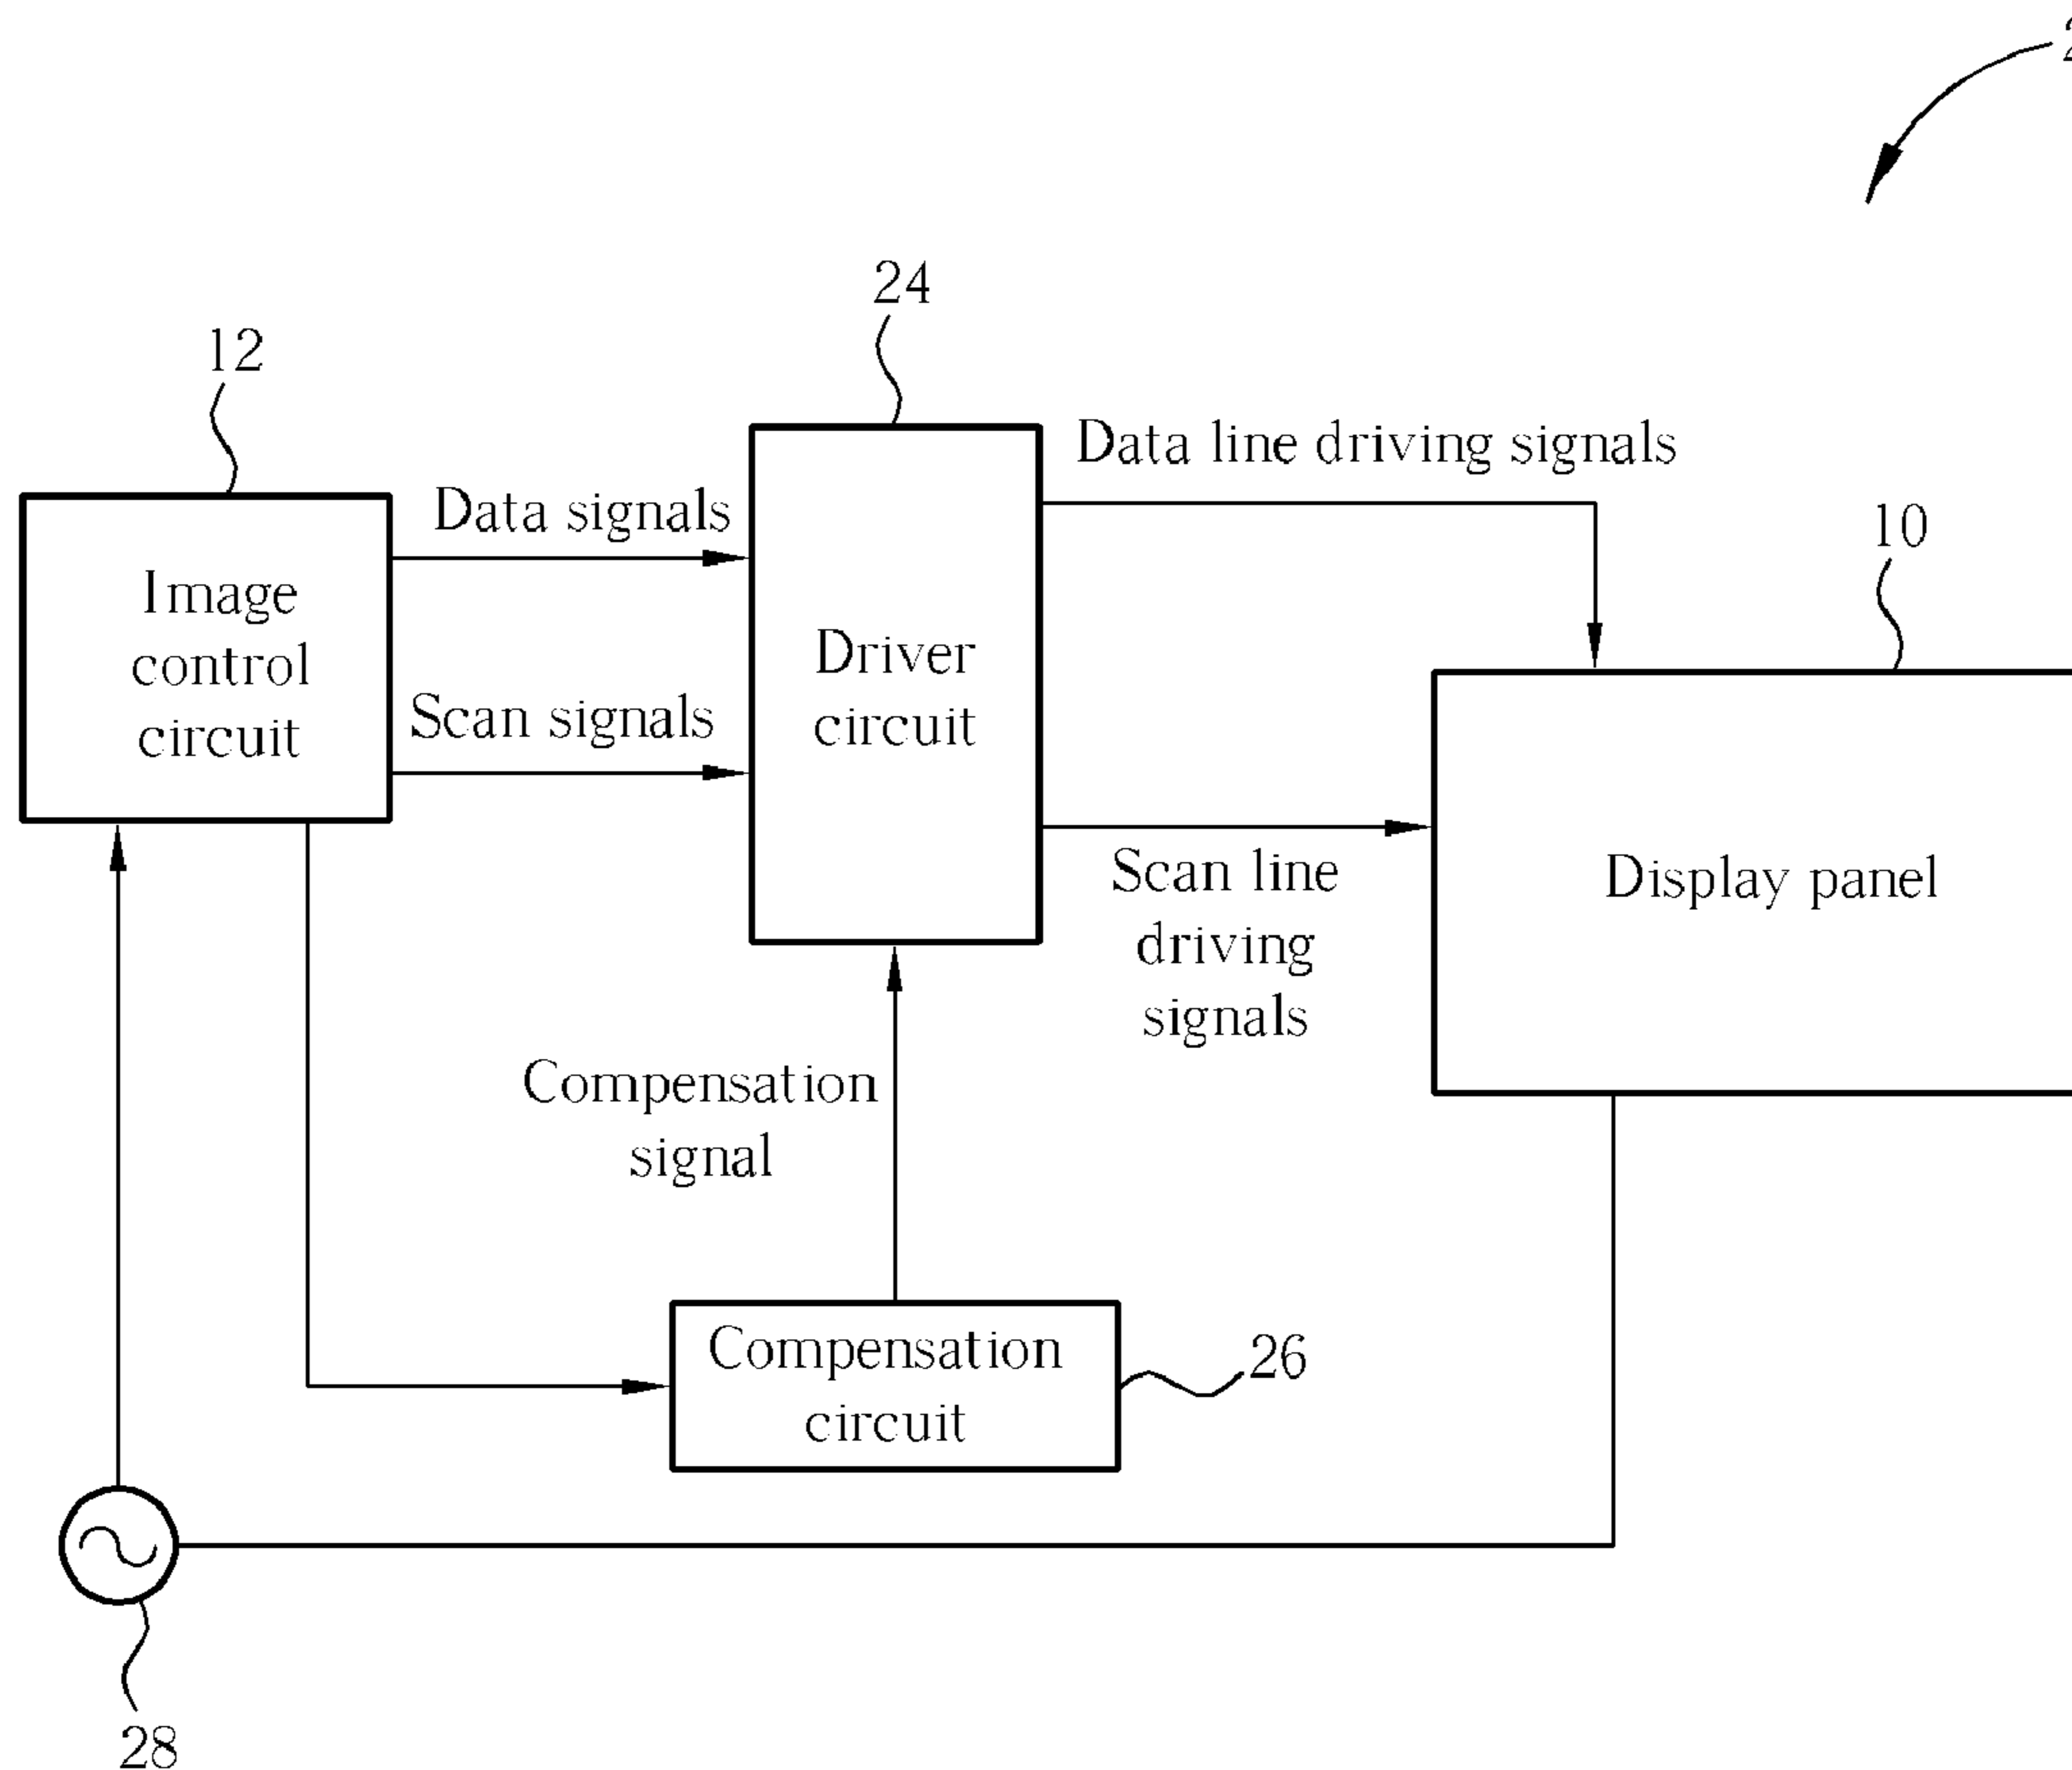 24
12
Data line driving signals
Data signals
10
Image
control
circuit
Driver
circuit
Scan signals
Scan line
driving
signals
Display panel
Compensation
signal
Compensation
circuit
26
28